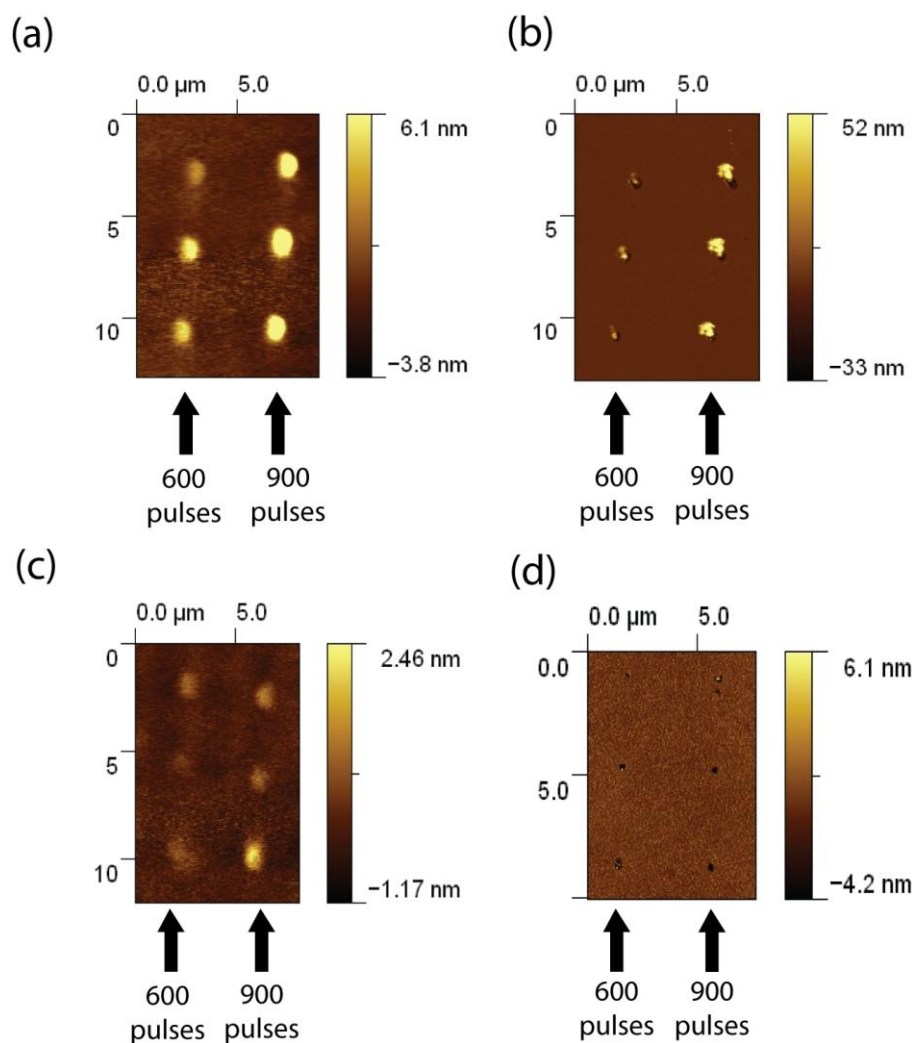 (a)
0.0 µm 5.0
0
5
10
6.1 nm
−3.8 nm
600 pulses
900 pulses
(b)
0.0 µm 5.0
0
5
10
52 nm
−33 nm
600 pulses
900 pulses
(c)
0.0 µm 5.0
0
5
10
2.46 nm
−1.17 nm
600 pulses
900 pulses
(d)
0.0 µm 5.0
0.0
5.0
6.1 nm
−4.2 nm
600 pulses
900 pulses